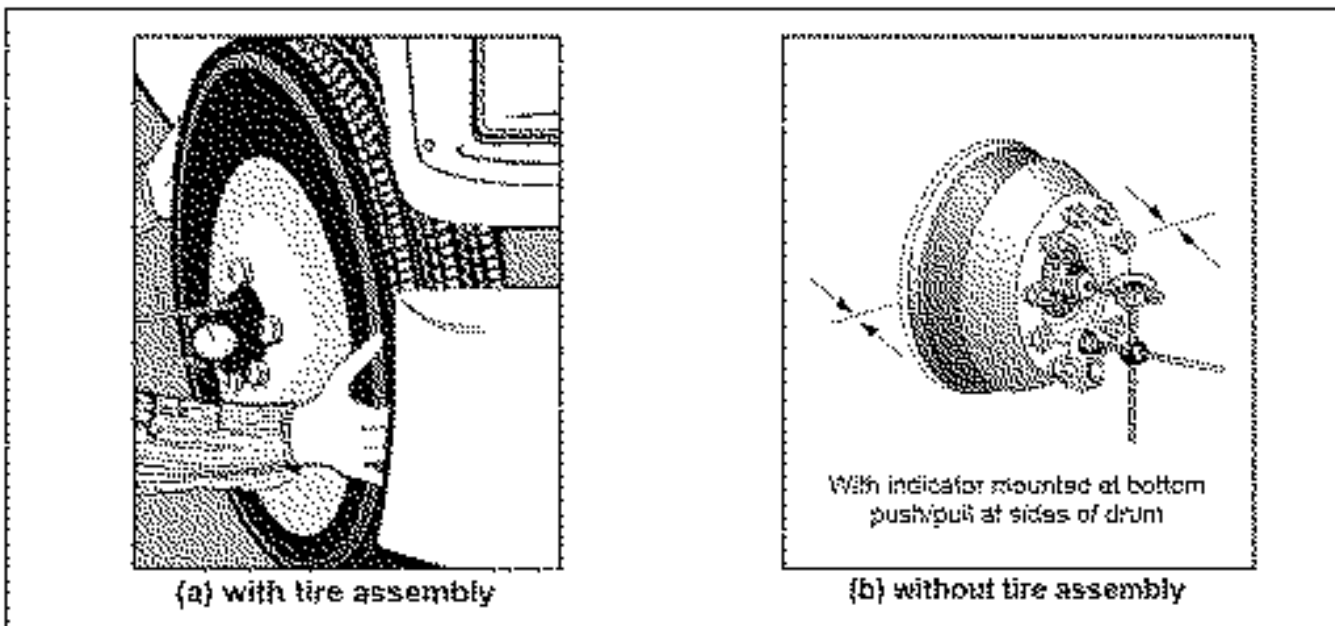 With indicator mounted at bottom
push/pull at sides of drum
(a) with tire assembly
(b) without tire assembly